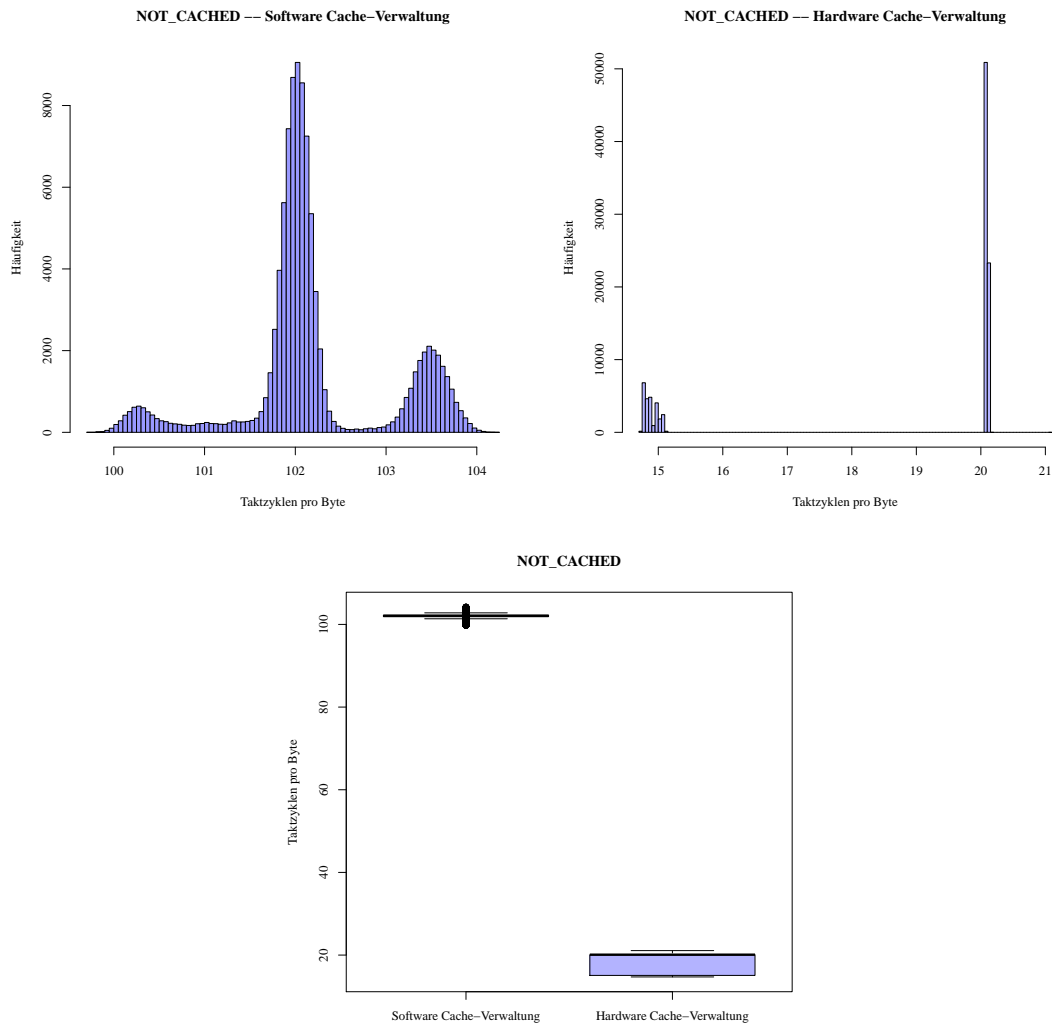 NOT_CACHED −− Software Cache−Verwaltung
Häufigkeit
8000
6000
4000
2000
0
100 101 102 103 104
Taktzyklen pro Byte
NOT_CACHED −− Hardware Cache−Verwaltung
Häufigkeit
50000
40000
30000
20000
10000
0
15 16 17 18 19 20 21
Taktzyklen pro Byte
NOT_CACHED
Taktzyklen pro Byte
100
80
60
40
20
Software Cache−Verwaltung Hardware Cache−Verwaltung